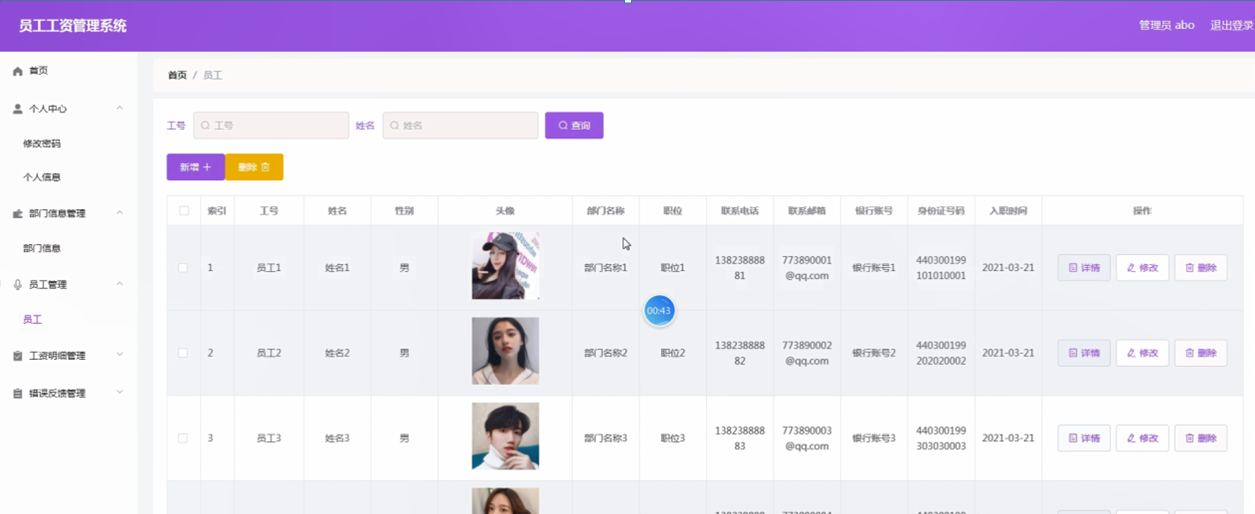 员工工资管理系统
管理员 abo 退出登录
首页
首页 / 员工
个人中心
修改密码
个人信息
部门信息管理
部门信息
员工管理
员工
工资明细管理
错误反馈管理
工号 工号 姓名 姓名 查询
新增 + 删除
索引 工号 姓名 性别 头像 部门名称 职位 联系电话 联系邮箱 银行账号 身份证号码 入职时间 操作
1 员工1 姓名1 男 部门名称1 职位1 13823888881 773890001@qq.com 银行账号1 440300199101010001 2021-03-21 详情 修改 删除
00:43
2 员工2 姓名2 男 部门名称2 职位2 13823888882 773890002@qq.com 银行账号2 440300199202020002 2021-03-21 详情 修改 删除
3 员工3 姓名3 男 部门名称3 职位3 13823888883 773890003@qq.com 银行账号3 440300199303030003 2021-03-21 详情 修改 删除